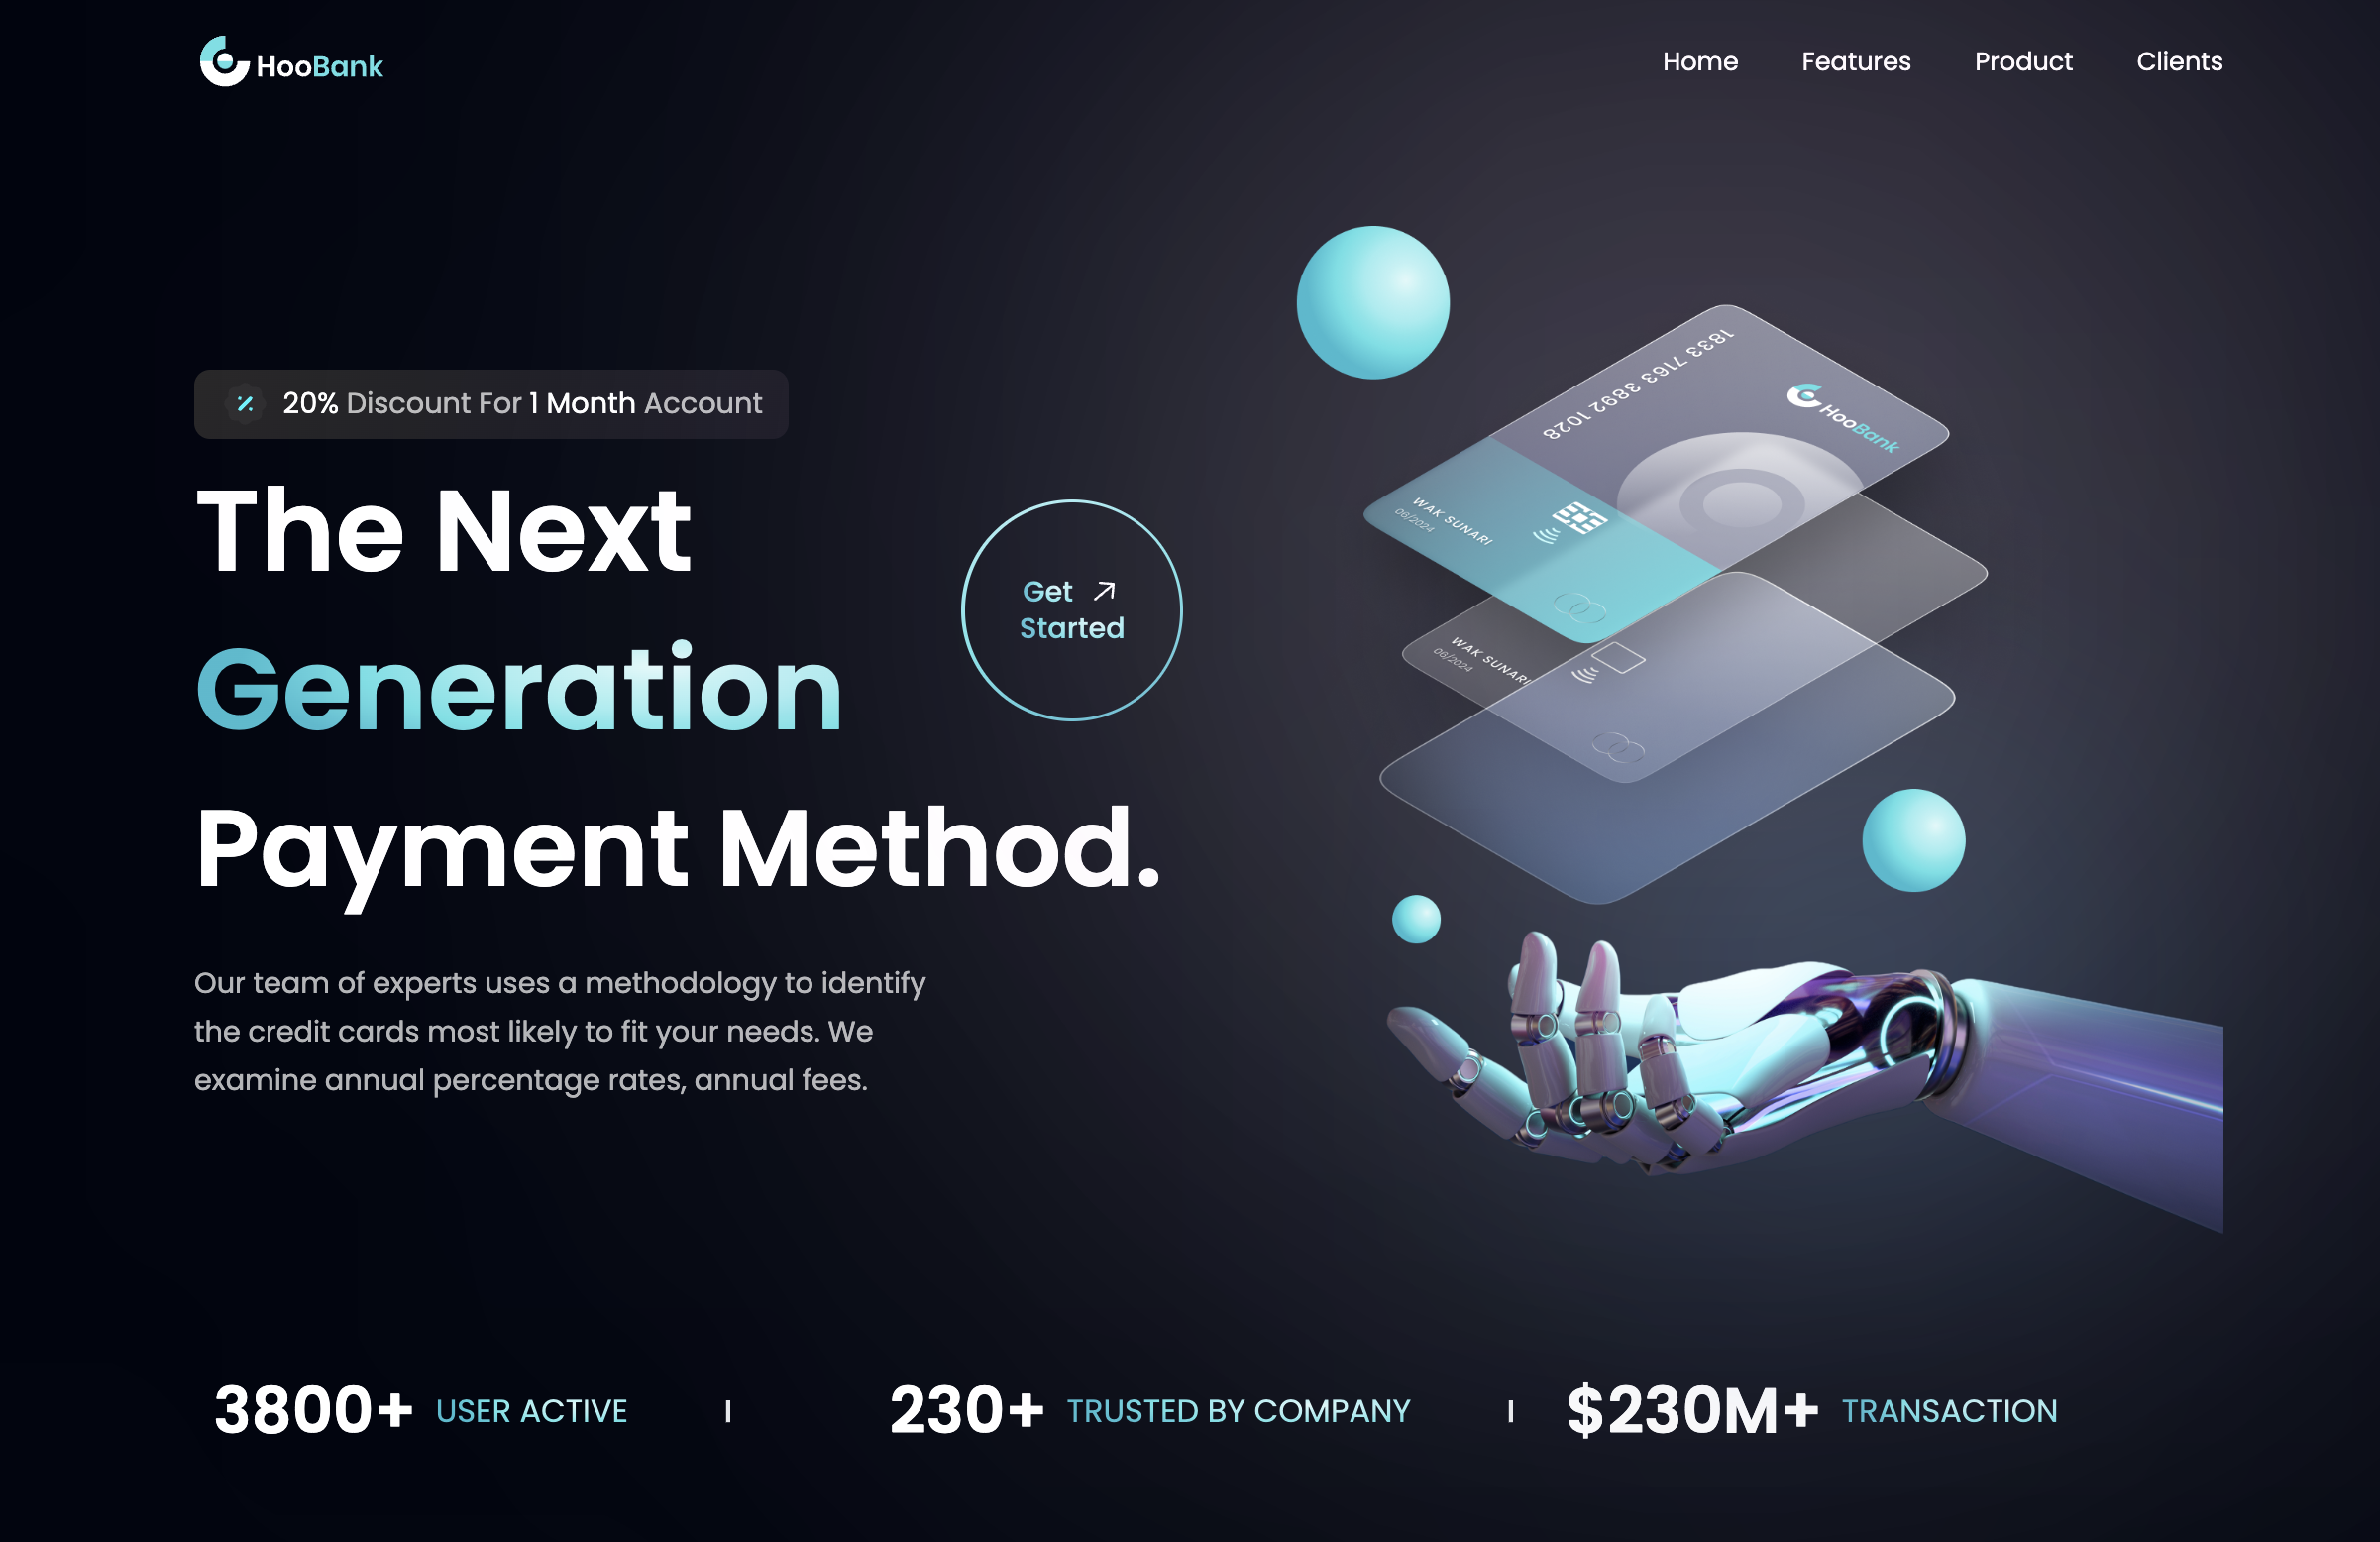 HooBank
Home Features Product Clients
20% Discount For 1 Month Account
The Next
Generation
Payment Method.
Get
Started
Our team of experts uses a methodology to identify
the credit cards most likely to fit your needs. We
examine annual percentage rates, annual fees.
1833 7163 3892 1028
HooBank
WAK SUNARI
06/2024
WAK SUNARI
06/2024
3800+ USER ACTIVE
230+ TRUSTED BY COMPANY
$230M+ TRANSACTION